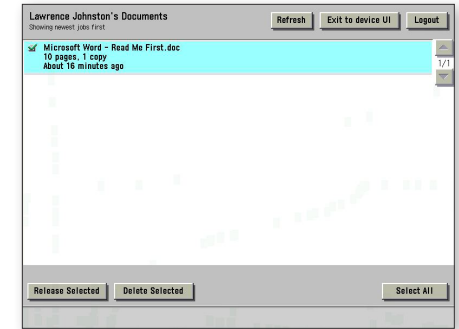 Lawrence Johnston's Documents
Showing newest jobs first
Refresh
Exit to device UI
Logout
Microsoft Word - Read Me First.doc
10 pages, 1 copy
About 16 minutes ago
1/1
Release Selected
Delete Selected
Select All